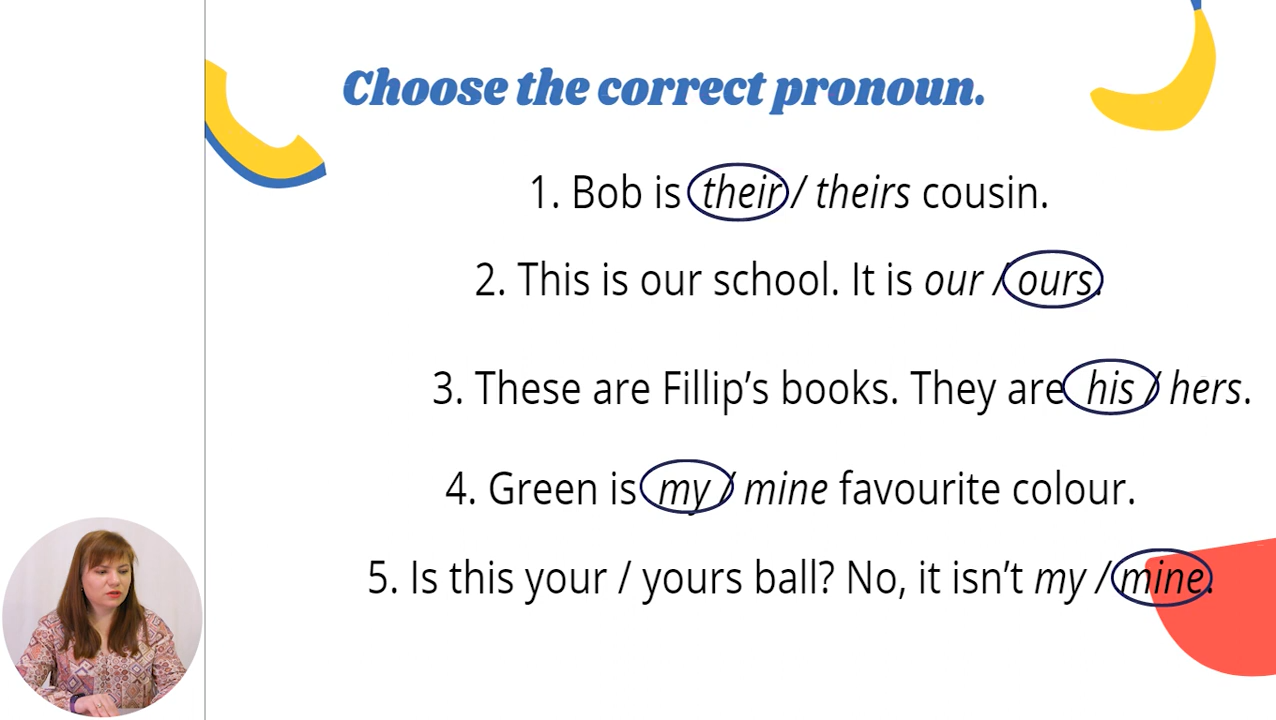 Choose the correct pronoun.
1. Bob is their / theirs cousin.
2. This is our school. It is our / ours.
3. These are Fillip’s books. They are his / hers.
4. Green is my / mine favourite colour.
5. Is this your / yours ball? No, it isn’t my / mine.